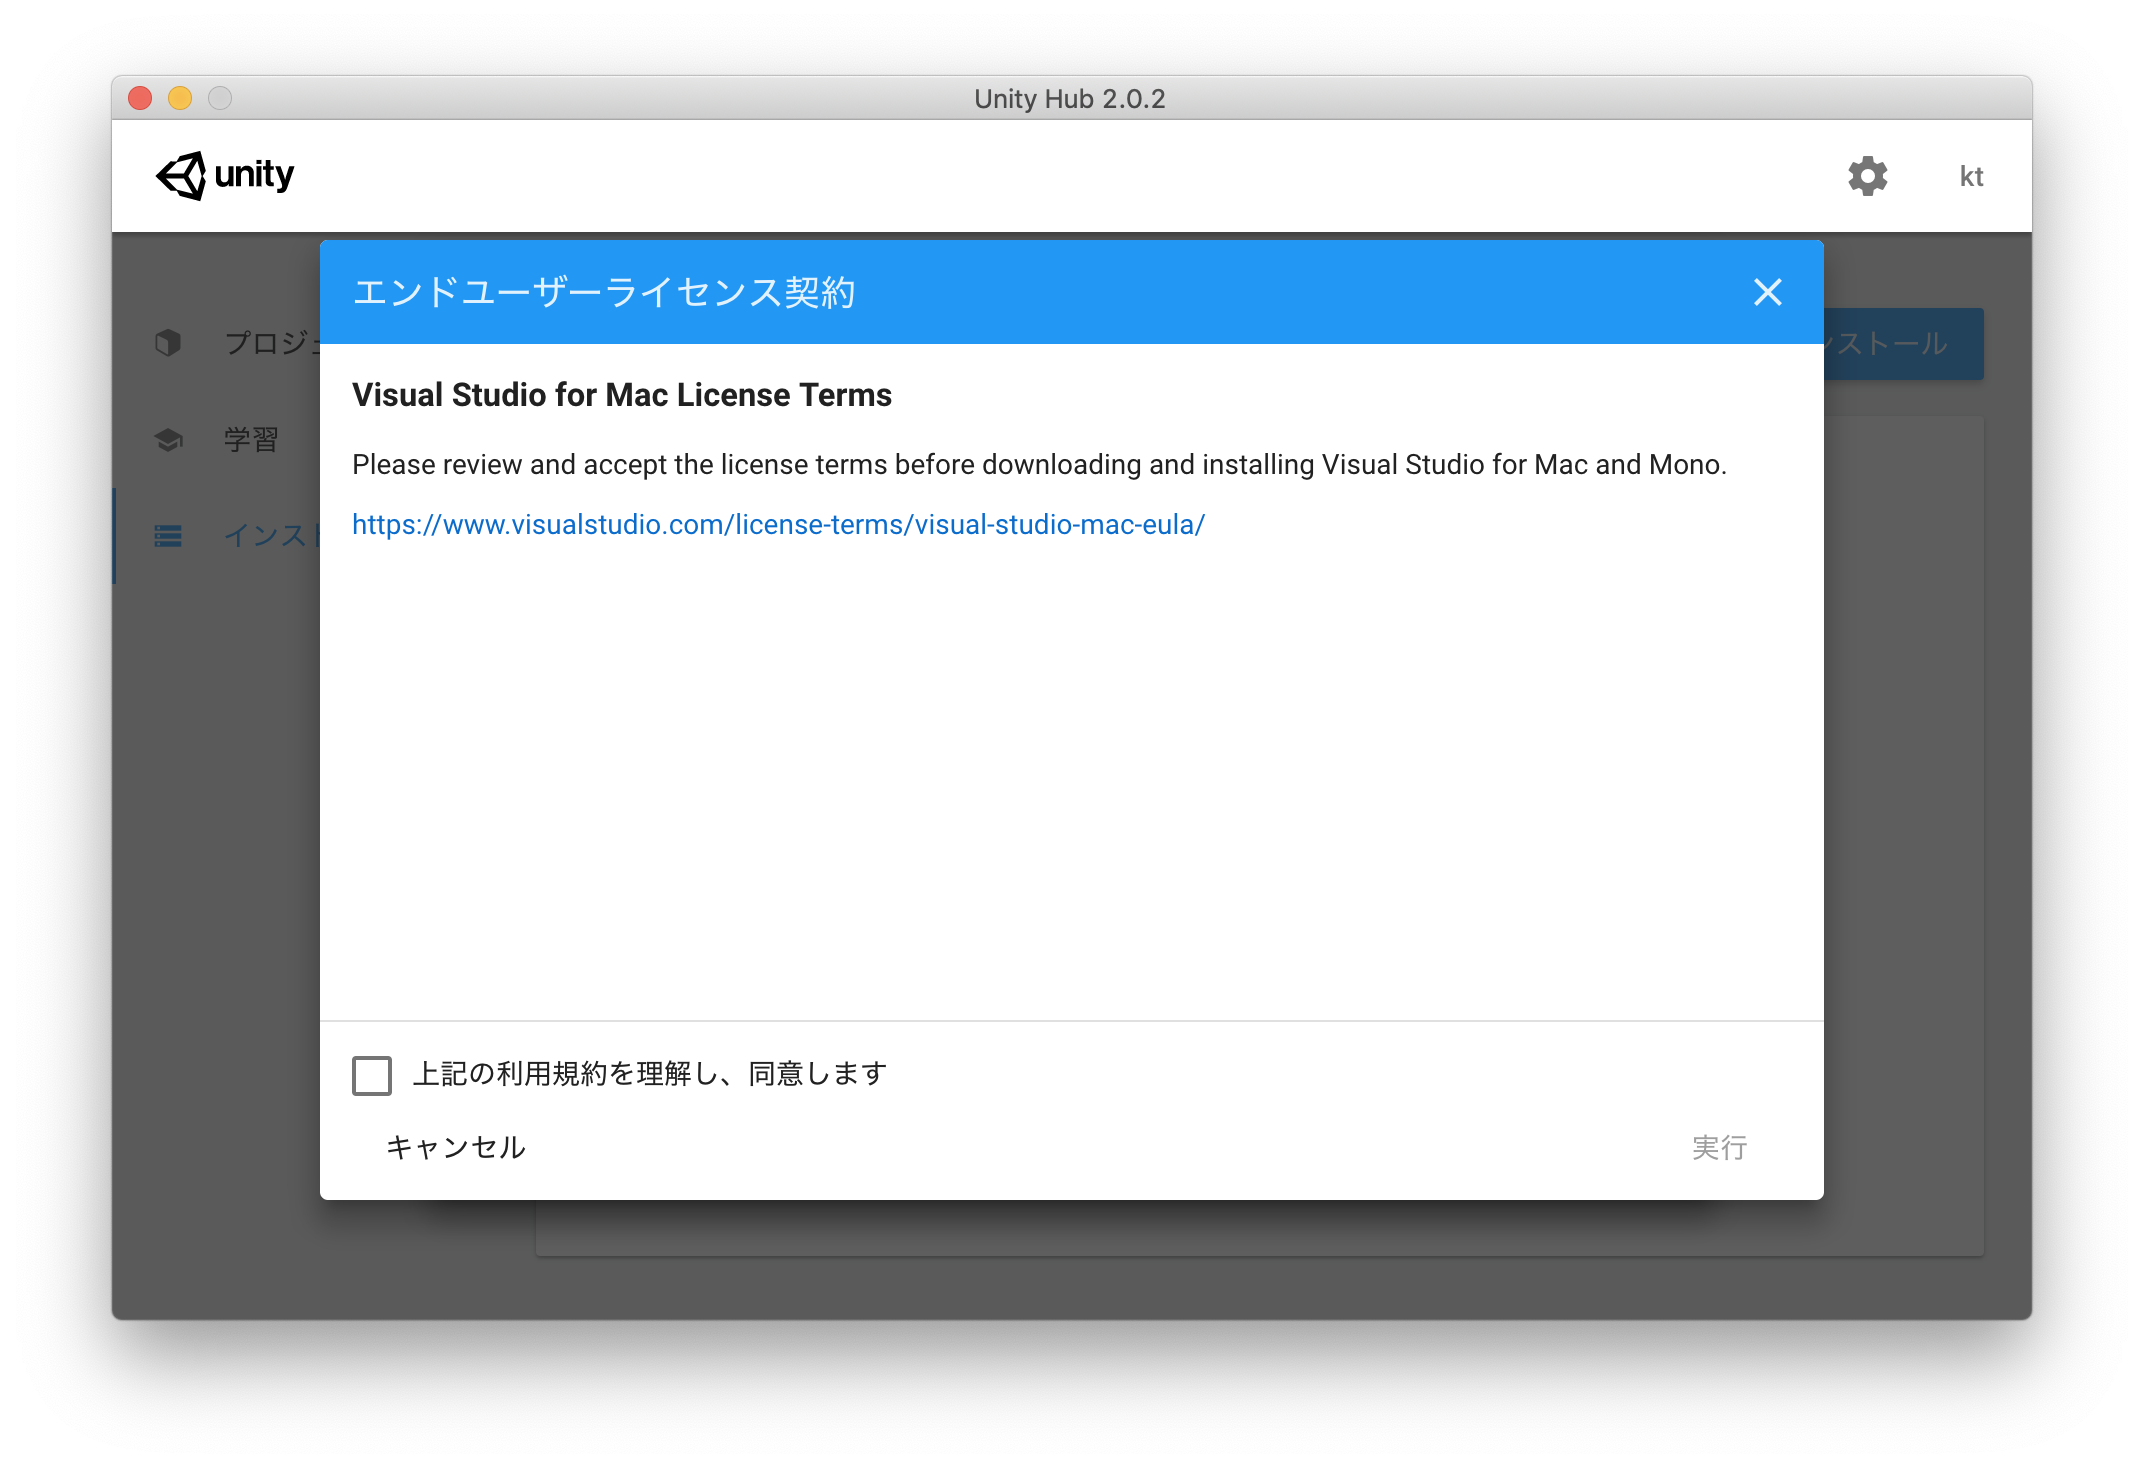 Unity Hub 2.0.2
unity
kt
エンドユーザーライセンス契約
プロジェ
ンストール
Visual Studio for Mac License Terms
学習
Please review and accept the license terms before downloading and installing Visual Studio for Mac and Mono.
https://www.visualstudio.com/license-terms/visual-studio-mac-eula/
インスト
上記の利用規約を理解し、同意します
キャンセル
実行